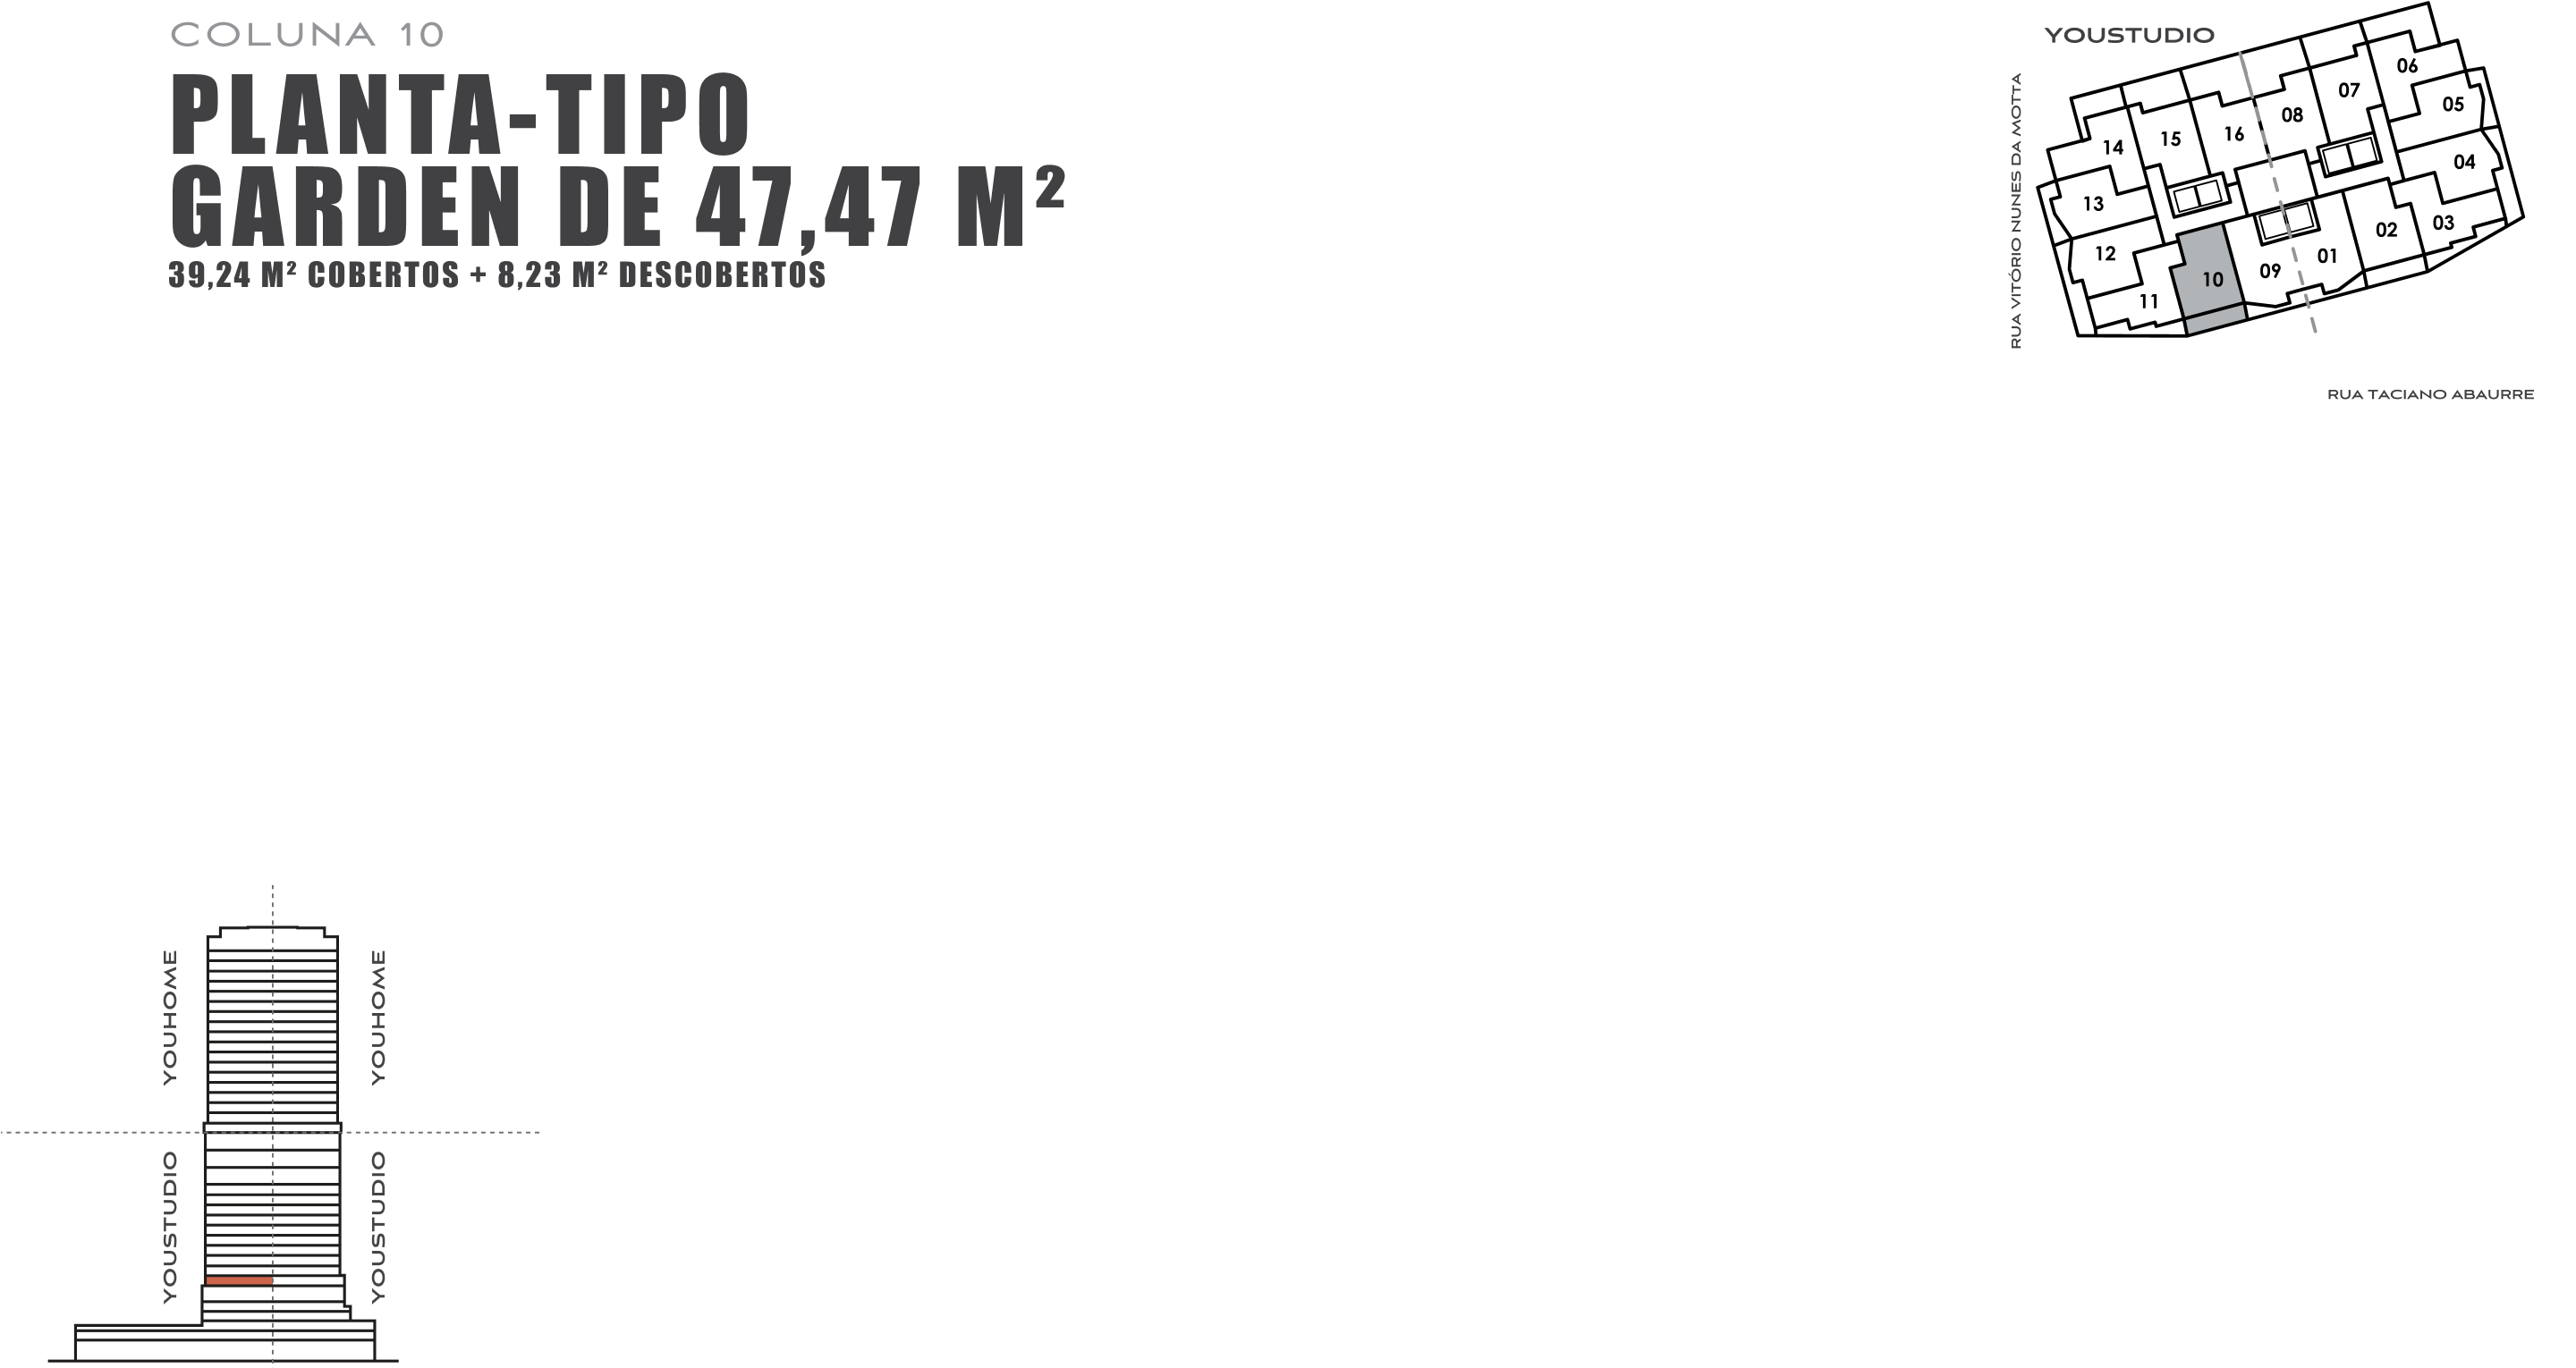 COLUNA 10
PLANTA-TIPO
GARDEN DE 47,47 M²
39,24 M² COBERTOS + 8,23 M² DESCOBERTOS
YOUSTUDIO
RUA VITÓRIO NUNES DA MOTTA
06
07
05
08
16
15
14
04
13
03
02
12
01
09
10
11
RUA TACIANO ABAURRE
YOUHOME
YOUHOME
YOUSTUDIO
YOUSTUDIO